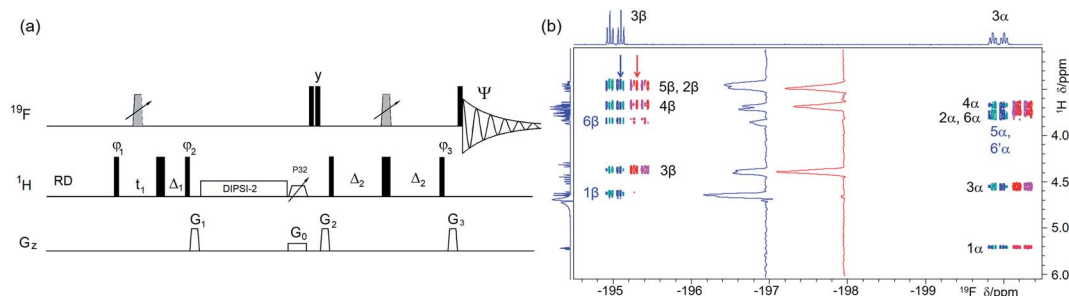 (a)
y
Ψ
¹⁹F
φ₁ φ₂ φ₃
¹H RD t₁ Δ₁ DIPSI-2 P32 Δ₂ Δ₂
G₁ G₀ G₂ G₃
G_z
(b)
3β 3α
5β, 2β
4β
6β
3β
1β
4α
2α, 6α
5α,
6'α
3α
1α
¹H δ/ppm
4.0
4.5
5.0
5.5
6.0
-195 -196 -197 -198 -199 ¹⁹F δ/ppm